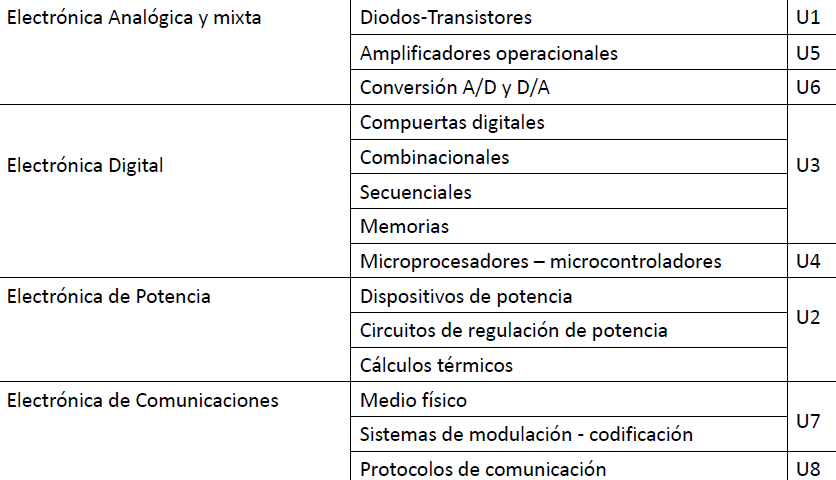 Electrónica Analógica y mixta Diodos-Transistores U1
Amplificadores operacionales U5
Conversión A/D y D/A U6
Electrónica Digital
Compuertas digitales
Combinacionales
Secuenciales
Memorias
U3
Microprocesadores – microcontroladores U4
Electrónica de Potencia Dispositivos de potencia
Circuitos de regulación de potencia
Cálculos térmicos
U2
Electrónica de Comunicaciones Medio físico
Sistemas de modulación - codificación
U7
Protocolos de comunicación U8